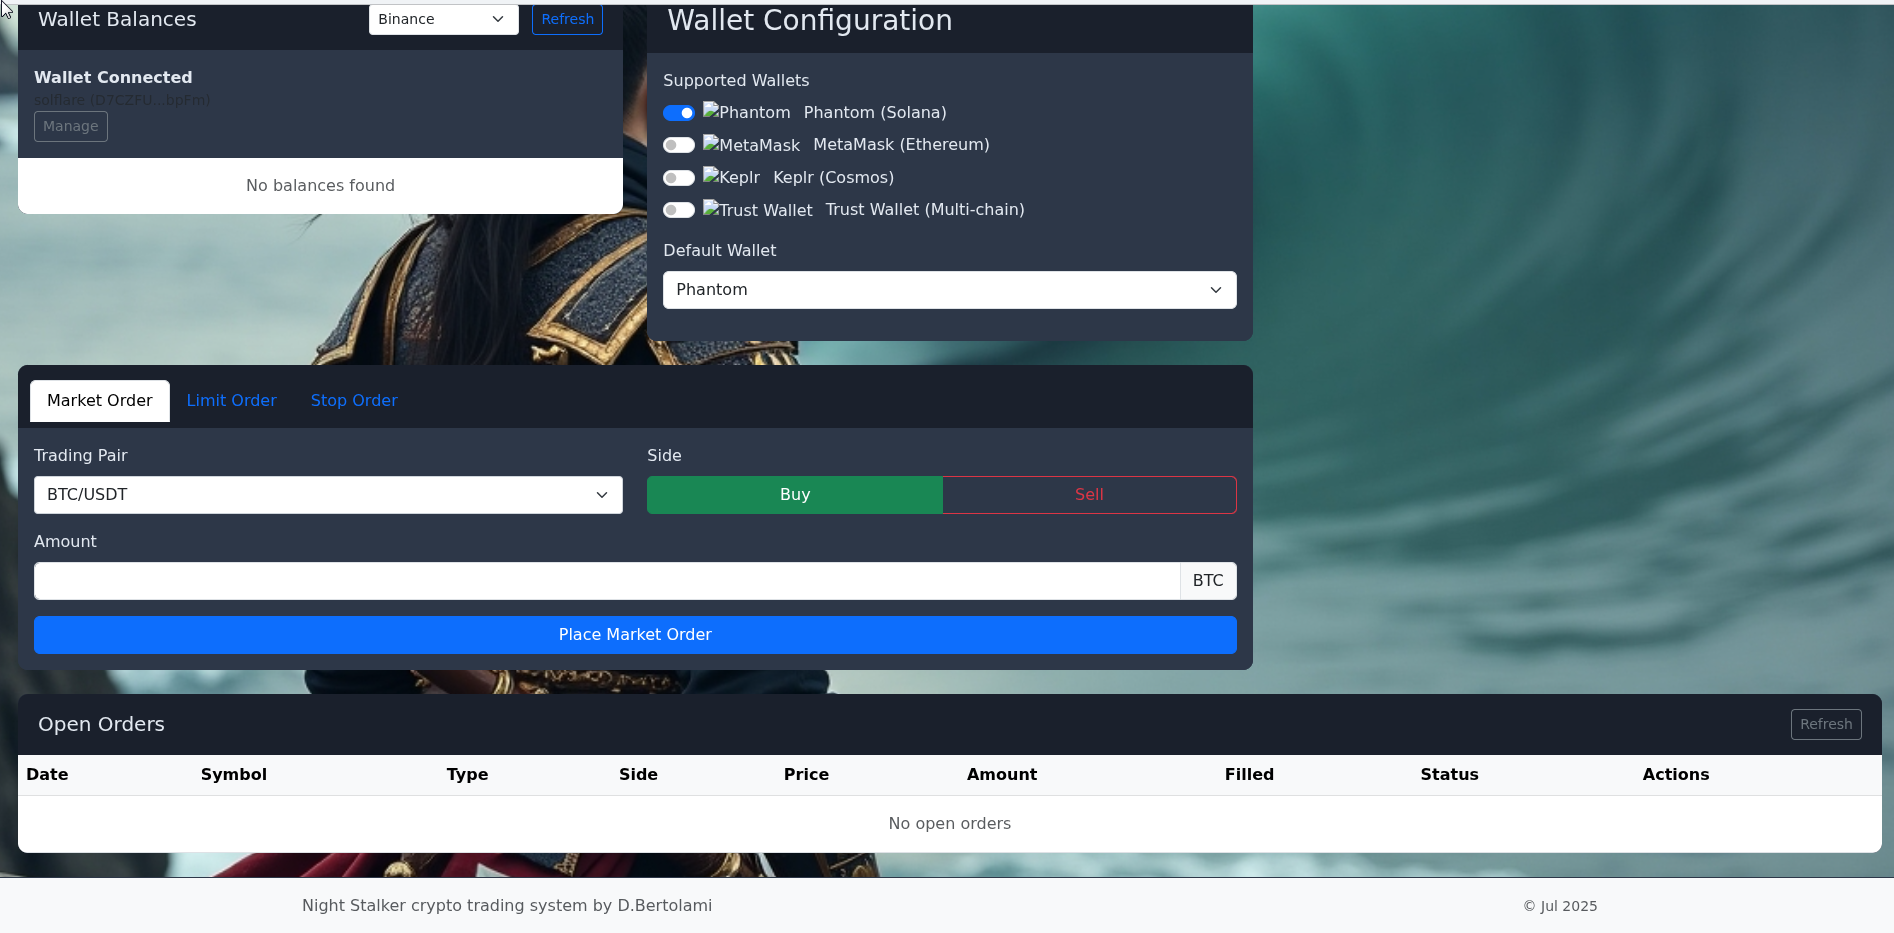 Wallet Balances
Binance
Refresh
Wallet Connected
solflare (D7CZFU...bpFm)
Manage
No balances found
Wallet Configuration
Supported Wallets
Phantom Phantom (Solana)
MetaMask MetaMask (Ethereum)
Keplr Keplr (Cosmos)
Trust Wallet Trust Wallet (Multi-chain)
Default Wallet
Phantom
Market Order Limit Order Stop Order
Trading Pair
BTC/USDT
Side
Buy Sell
Amount
BTC
Place Market Order
Open Orders
Refresh
Date Symbol Type Side Price Amount Filled Status Actions
No open orders
Night Stalker crypto trading system by D.Bertolami
© Jul 2025